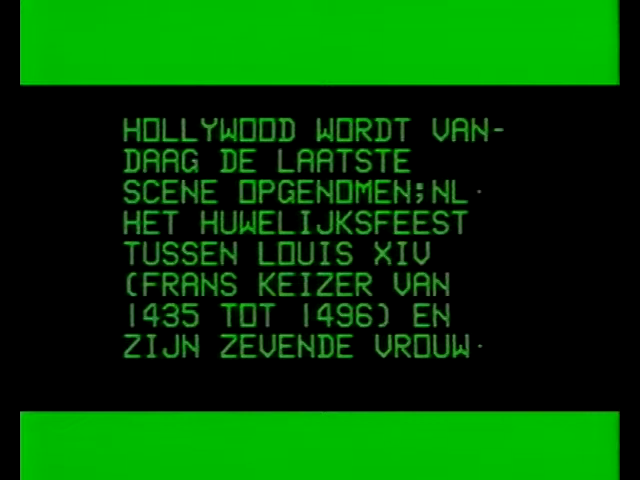 HOLLYWOOD WORDT VAN-
DAAG DE LAATSTE
SCENE OPGENOMEN;NL.
HET HUWELIJKSFEEST
TUSSEN LOUIS XIV
(FRANS KEIZER VAN
1435 TOT 1496) EN
ZIJN ZEVENDE VROUW.